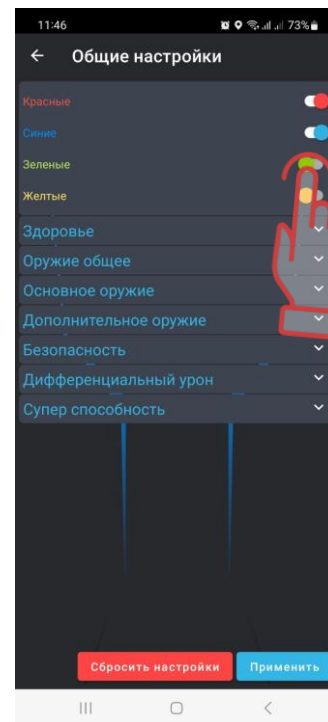 11:46 73%
Общие настройки
Красные
Синие
Зеленые
Желтые
Здоровье
Оружие общее
Основное оружие
Дополнительное оружие
Безопасность
Дифференциальный урон
Супер способность
Сбросить настройки Применить